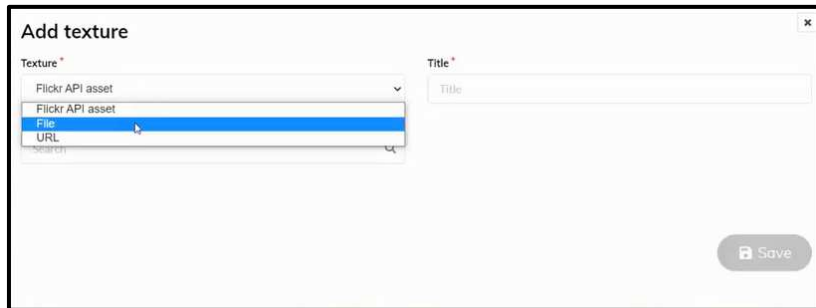 Add texture
Texture *
Title *
Flickr API asset
Title
Flickr API asset
File
URL
Search
Save